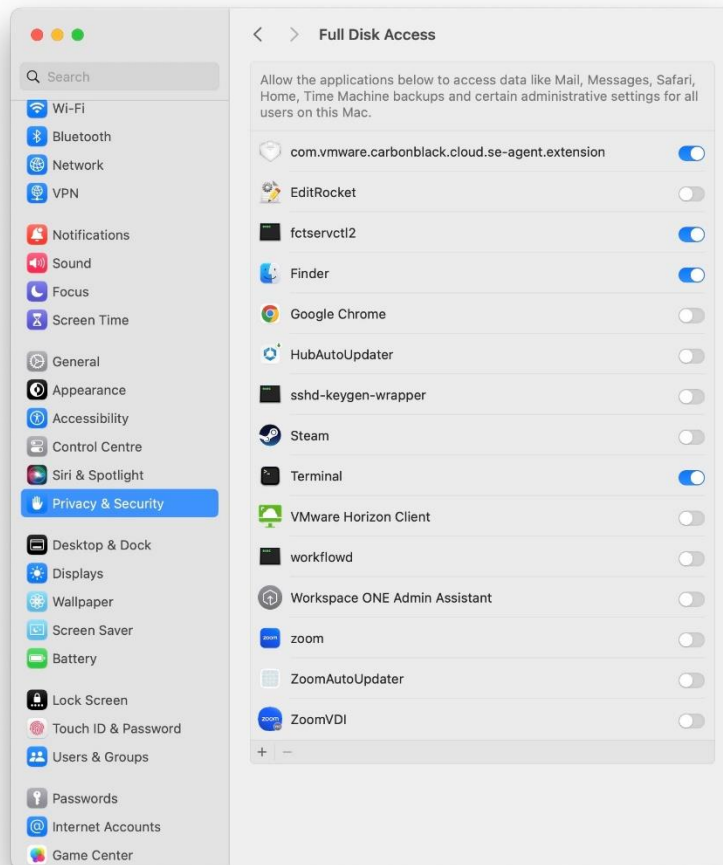 Search
Wi-Fi
Bluetooth
Network
VPN
Notifications
Sound
Focus
Screen Time
General
Appearance
Accessibility
Control Centre
Siri & Spotlight
Privacy & Security
Desktop & Dock
Displays
Wallpaper
Screen Saver
Battery
Lock Screen
Touch ID & Password
Users & Groups
Passwords
Internet Accounts
Game Center
Full Disk Access
Allow the applications below to access data like Mail, Messages, Safari,
Home, Time Machine backups and certain administrative settings for all
users on this Mac.
com.vmware.carbonblack.cloud.se-agent.extension
EditRocket
fctservctl2
Finder
Google Chrome
HubAutoUpdater
sshd-keygen-wrapper
Steam
Terminal
VMware Horizon Client
workflowd
Workspace ONE Admin Assistant
zoom
zoom
ZoomAutoUpdater
zoom
ZoomVDI
+ −